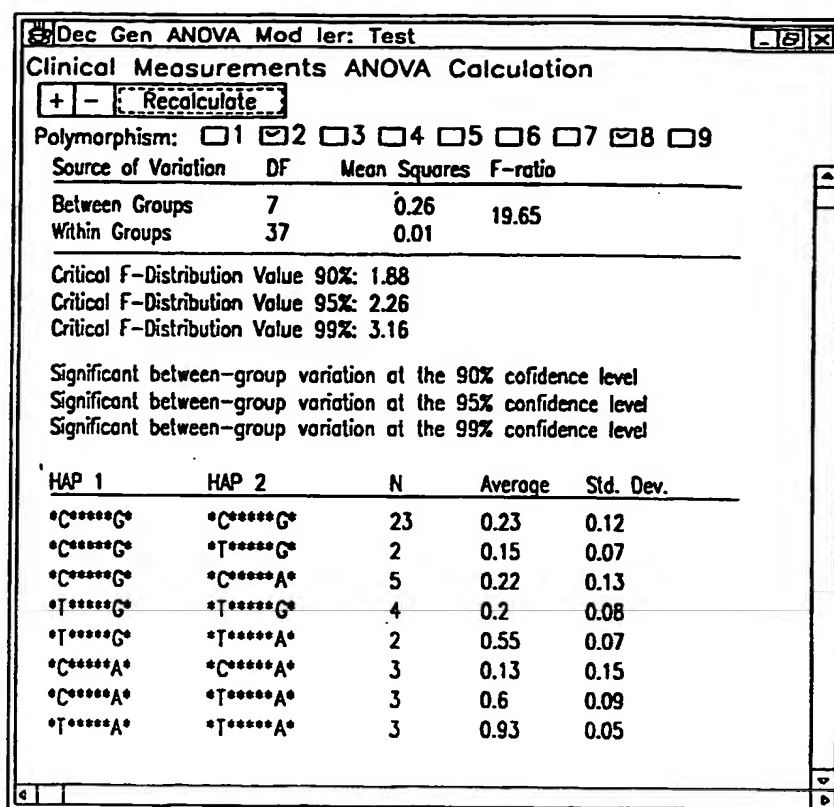 Dec Gen ANOVA Mod ler: Test
Clinical Measurements ANOVA Calculation
+ - Recalculate
Polymorphism: 1 2 3 4 5 6 7 8 9
Source of Variation DF Mean Squares F-ratio
Between Groups 7 0.26 19.65
Within Groups 37 0.01
Critical F-Distribution Value 90%: 1.88
Critical F-Distribution Value 95%: 2.26
Critical F-Distribution Value 99%: 3.16
Significant between-group variation at the 90% cofidence level
Significant between-group variation at the 95% confidence level
Significant between-group variation at the 99% confidence level
HAP 1 HAP 2 N Average Std. Dev.
*C*****G* *C*****G* 23 0.23 0.12
*C*****G* *T*****G* 2 0.15 0.07
*C*****G* *C*****A* 5 0.22 0.13
*T*****G* *T*****G* 4 0.2 0.08
*T*****G* *T*****A* 2 0.55 0.07
*C*****A* *C*****A* 3 0.13 0.15
*C*****A* *T*****A* 3 0.6 0.09
*T*****A* *T*****A* 3 0.93 0.05